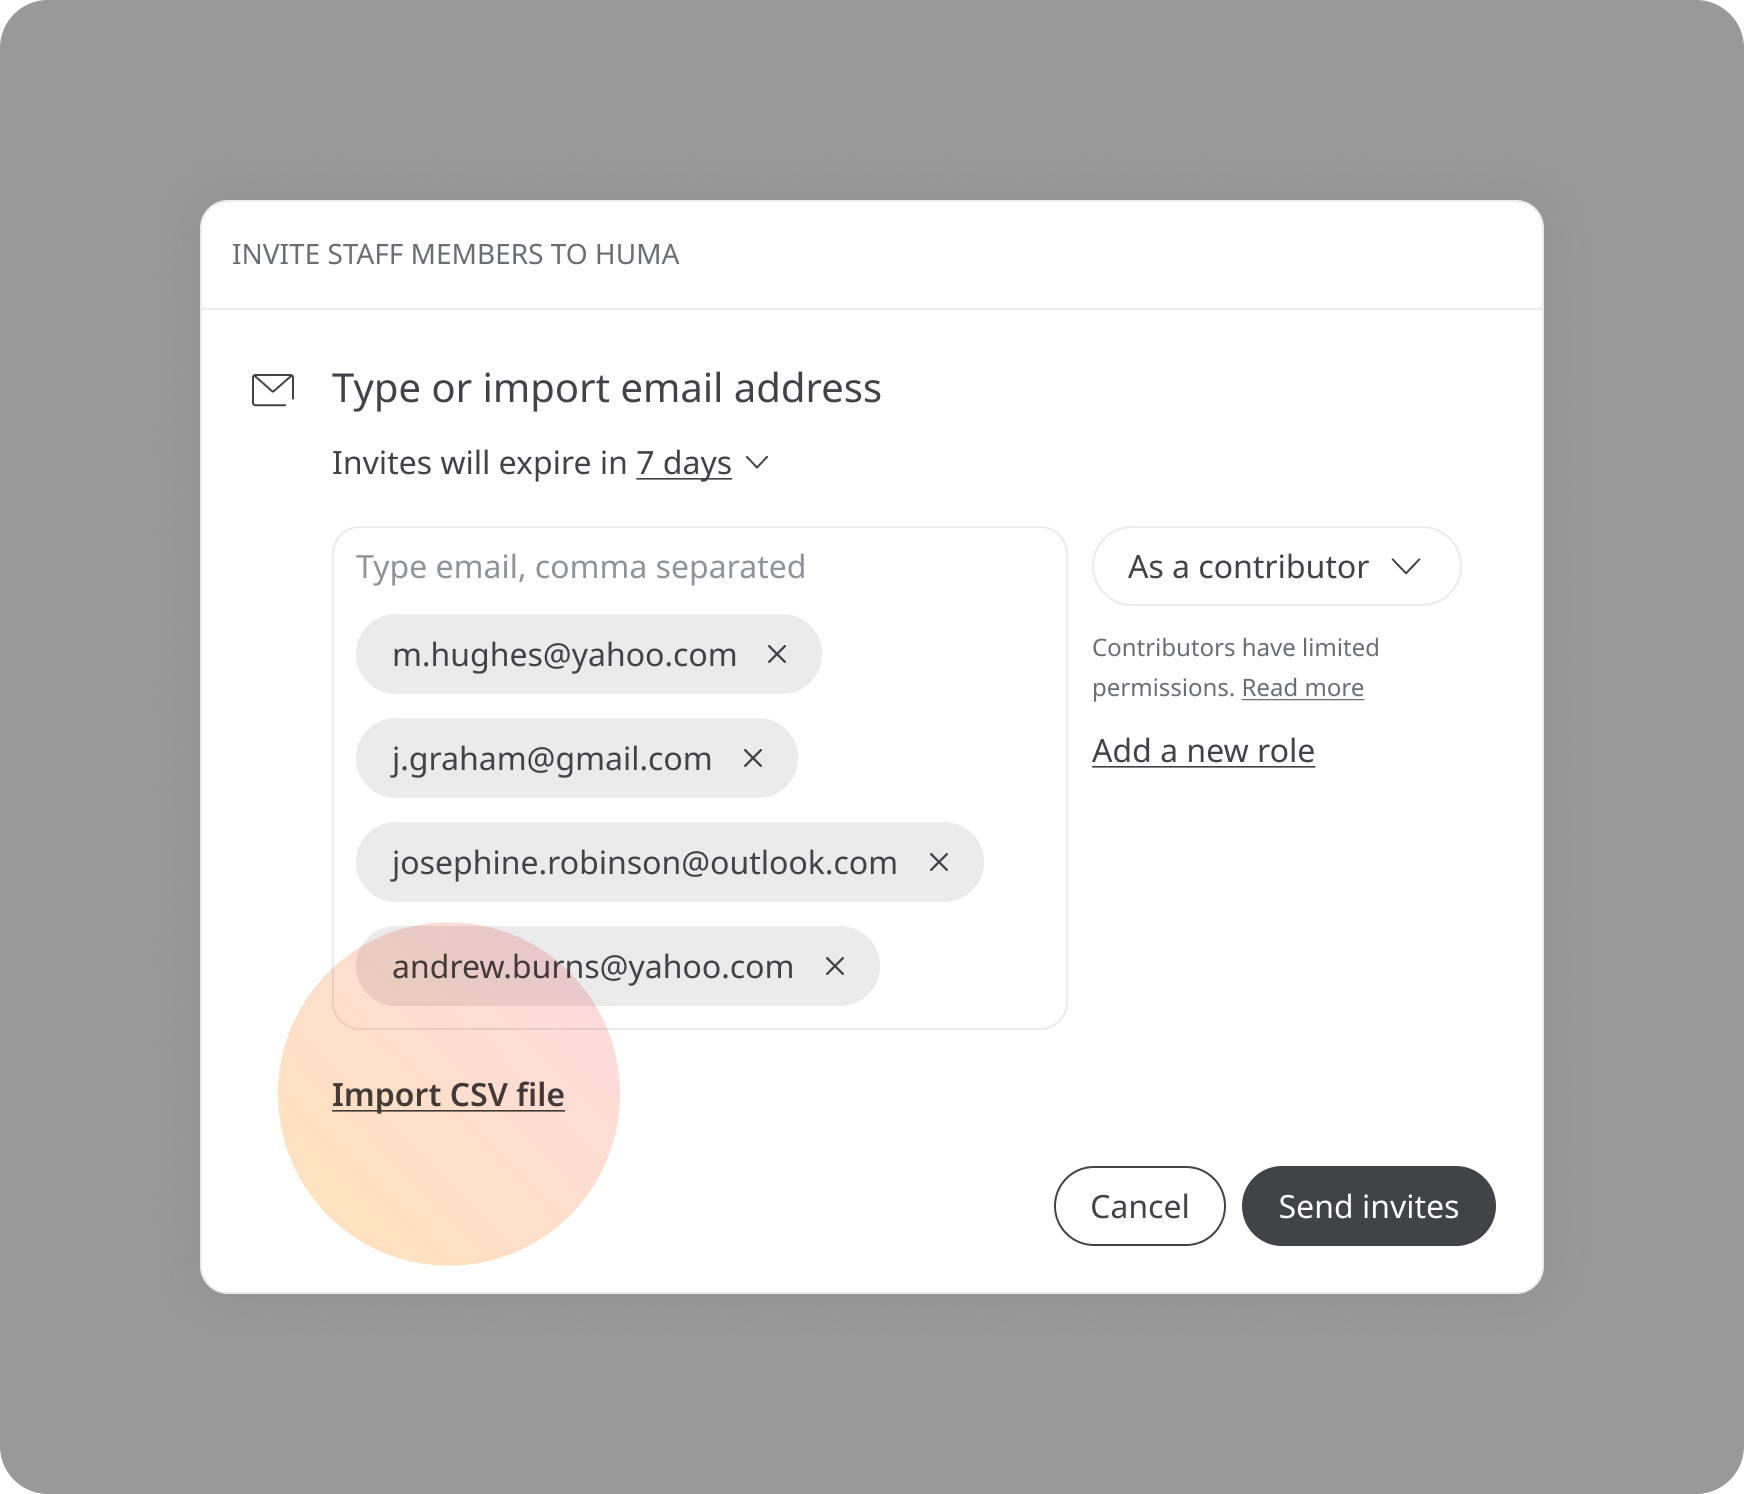 INVITE STAFF MEMBERS TO HUMA
Type or import email address
Invites will expire in 7 days
Type email, comma separated
m.hughes@yahoo.com
j.graham@gmail.com
josephine.robinson@outlook.com
andrew.burns@yahoo.com
As a contributor
Contributors have limited
permissions. Read more
Add a new role
Import CSV file
Cancel
Send invites